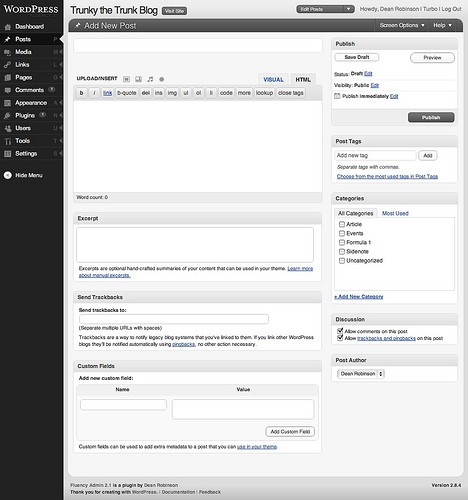 WORDPRESS
Trunky the Trunk Blog Visit Site
Edit Posts
Howdy, Dean Robinson | Turbo | Log Out
Dashboard
Posts P
Media M
Links L
Pages G
Comments C
Appearance A
Plugins N
Users U
Tools T
Settings S
Hide Menu
Add New Post
Screen Options Help
UPLOAD/INSERT
VISUAL HTML
b i link b-quote del ins img ul ol li code more lookup close tags
Word count: 0
Excerpt
Excerpts are optional hand-crafted summaries of your content that can be used in your theme. Learn more
about manual excerpts.
Send Trackbacks
Send trackbacks to:
(Separate multiple URLs with spaces)
Trackbacks are a way to notify legacy blog systems that you've linked to them. If you link other WordPress
blogs they'll be notified automatically using pingbacks, no other action necessary.
Custom Fields
Add new custom field:
Name Value
Add Custom Field
Custom fields can be used to add extra metadata to a post that you can use in your theme.
Publish
Save Draft Preview
Status: Draft Edit
Visibility: Public Edit
Publish immediately Edit
Publish
Post Tags
Add new tag Add
Separate tags with commas.
Choose from the most used tags in Post Tags
Categories
All Categories Most Used
Article
Events
Formula 1
Sidenote
Uncategorized
+ Add New Category
Discussion
Allow comments on this post
Allow trackbacks and pingbacks on this post
Post Author
Dean Robinson
Fluency Admin 2.1 is a plugin by Dean Robinson
Thank you for creating with WordPress. | Documentation | Feedback
Version 2.8.4